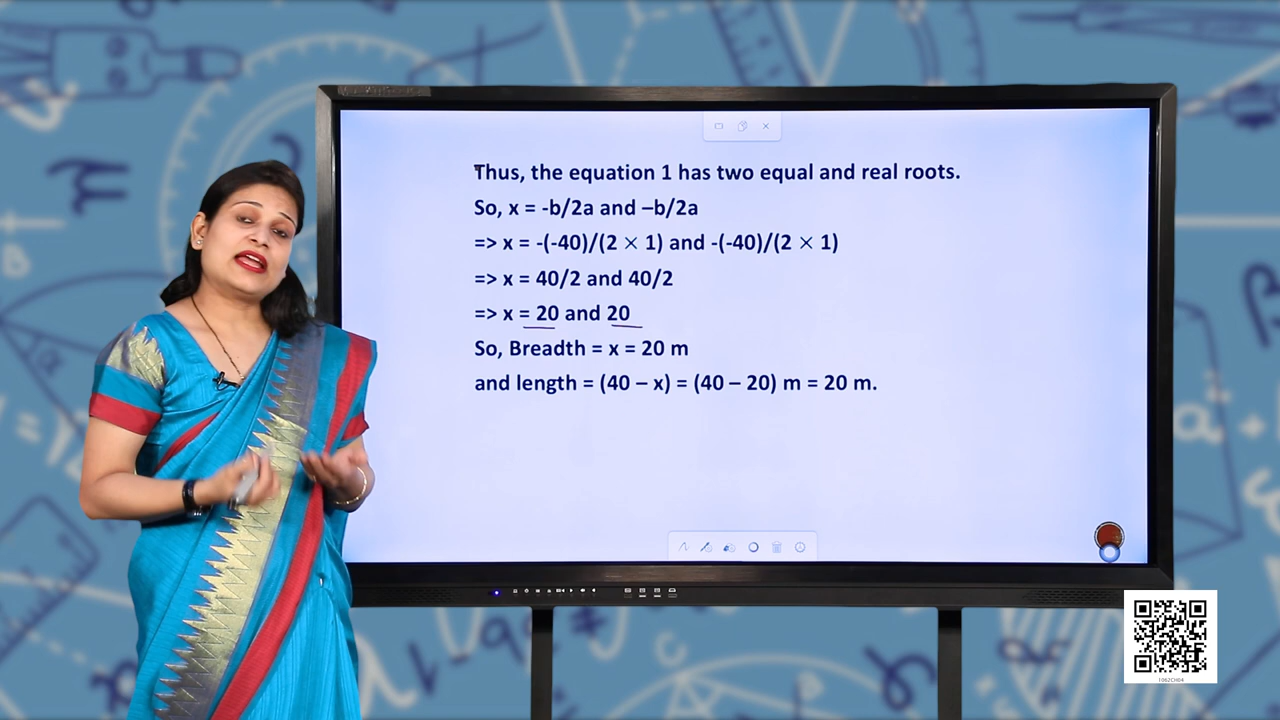 Thus, the equation 1 has two equal and real roots.
So, x = -b/2a and –b/2a
=> x = -(-40)/(2 × 1) and -(-40)/(2 × 1)
=> x = 40/2 and 40/2
=> x = 20 and 20
So, Breadth = x = 20 m
and length = (40 – x) = (40 – 20) m = 20 m.